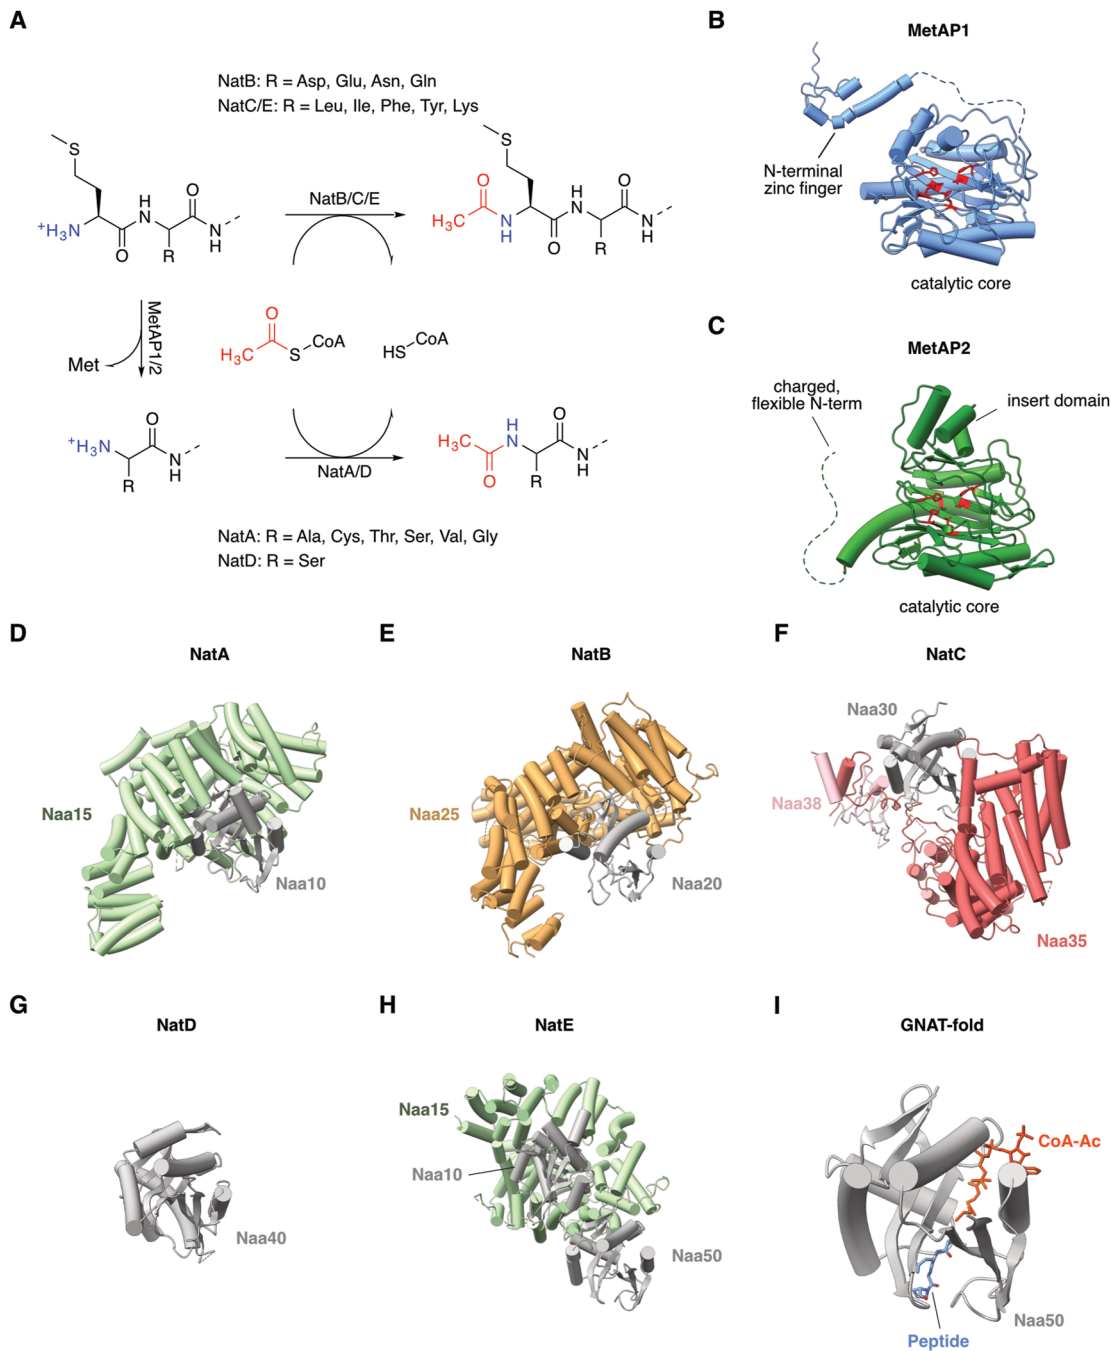 A
NatB: R = Asp, Glu, Asn, Gln
NatC/E: R = Leu, Ile, Phe, Tyr, Lys
S
+H3N
O
H
N
R
O
N
H
NatB/C/E
S
O
H3C
N
H
O
H
N
R
O
N
H
MetAP1/2
Met
O
H3C
S
CoA
HS
CoA
+H3N
O
R
N
H
NatA/D
H3C
O
H
N
R
O
N
H
NatA: R = Ala, Cys, Thr, Ser, Val, Gly
NatD: R = Ser
B
MetAP1
N-terminal
zinc finger
catalytic core
C
MetAP2
charged,
flexible N-term
insert domain
catalytic core
D
NatA
Naa15
Naa10
E
NatB
Naa25
Naa20
F
NatC
Naa30
Naa38
Naa35
G
NatD
Naa40
H
NatE
Naa15
Naa10
Naa50
I
GNAT-fold
CoA-Ac
Naa50
Peptide